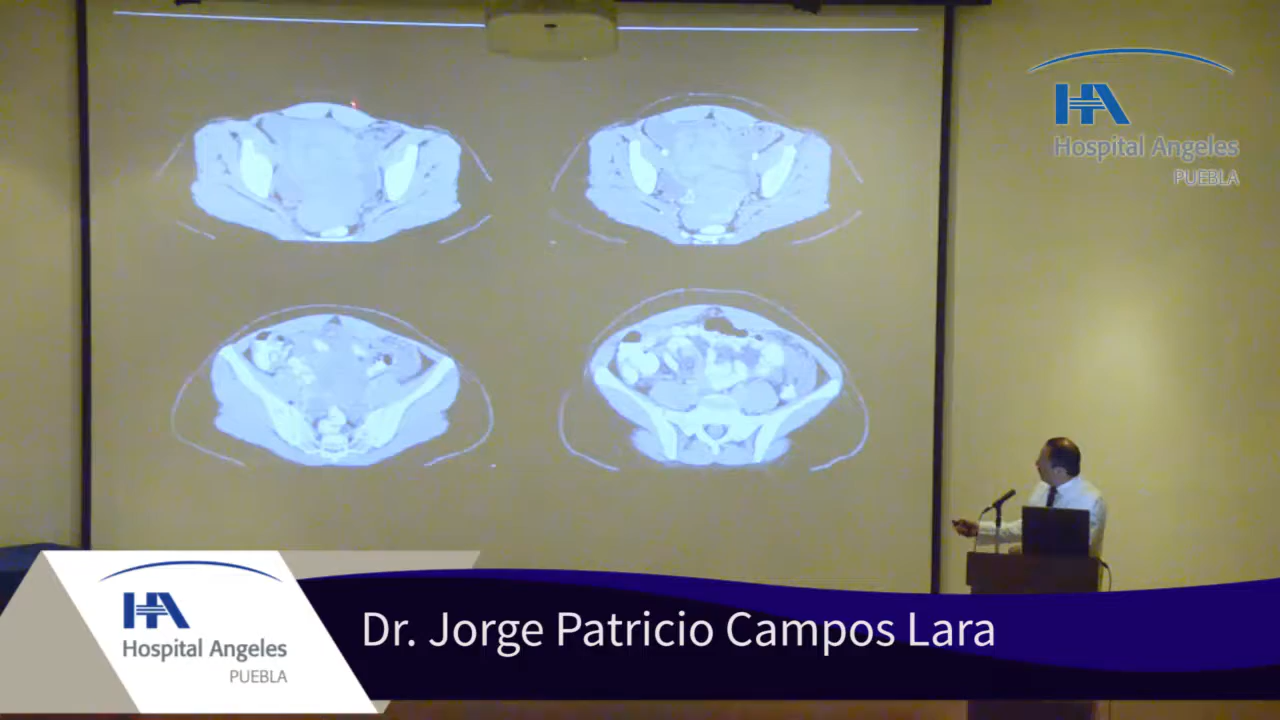 HA
Hospital Angeles
PUEBLA
HA
Hospital Angeles
PUEBLA
Dr. Jorge Patricio Campos Lara